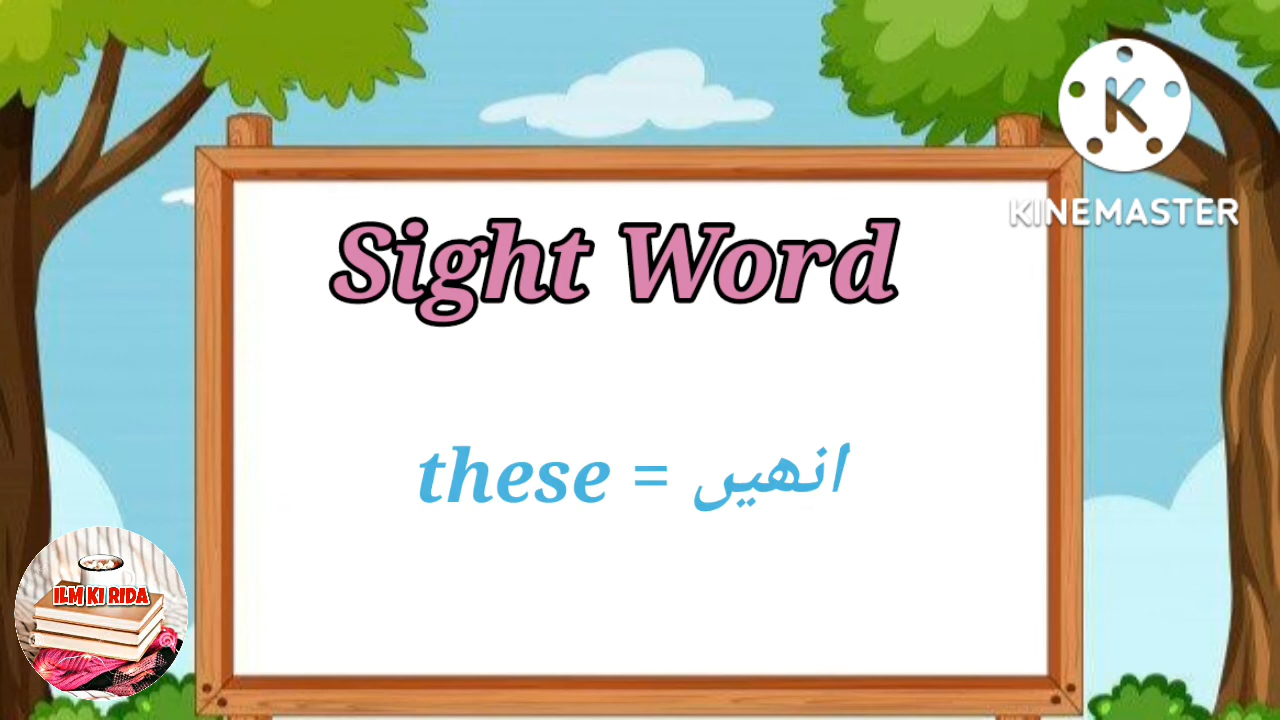 KINEMASTER
Sight Word
these = انھیں
ILM KI RIDA